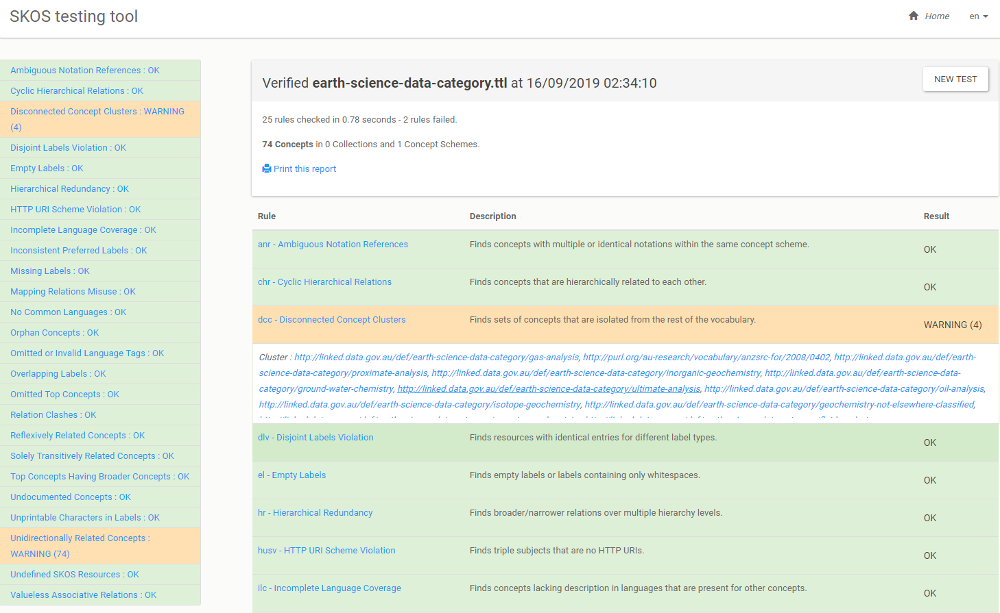 SKOS testing tool
Home
en
Ambiguous Notation References : OK
Cyclic Hierarchical Relations : OK
Disconnected Concept Clusters : WARNING
(4)
Disjoint Labels Violation : OK
Empty Labels : OK
Hierarchical Redundancy : OK
HTTP URI Scheme Violation : OK
Incomplete Language Coverage : OK
Inconsistent Preferred Labels : OK
Missing Labels : OK
Mapping Relations Misuse : OK
No Common Languages : OK
Orphan Concepts : OK
Omitted or Invalid Language Tags : OK
Overlapping Labels : OK
Omitted Top Concepts : OK
Relation Clashes : OK
Reflexively Related Concepts : OK
Solely Transitively Related Concepts : OK
Top Concepts Having Broader Concepts : OK
Undocumented Concepts : OK
Unprintable Characters in Labels : OK
Unidirectionally Related Concepts :
WARNING (74)
Undefined SKOS Resources : OK
Valueless Associative Relations : OK
Verified earth-science-data-category.ttl at 16/09/2019 02:34:10
NEW TEST
25 rules checked in 0.78 seconds - 2 rules failed.
74 Concepts in 0 Collections and 1 Concept Schemes.
Print this report
Rule Description Result
anr - Ambiguous Notation References Finds concepts with multiple or identical notations within the same concept scheme. OK
chr - Cyclic Hierarchical Relations Finds concepts that are hierarchically related to each other. OK
dcc - Disconnected Concept Clusters Finds sets of concepts that are isolated from the rest of the vocabulary. WARNING (4)
Cluster : http://linked.data.gov.au/def/earth-science-data-category/gas-analysis, http://purl.org/au-research/vocabulary/anzsrc-for/2008/0402, http://linked.data.gov.au/def/earth-
science-data-category/proximate-analysis, http://linked.data.gov.au/def/earth-science-data-category/inorganic-geochemistry, http://linked.data.gov.au/def/earth-science-data-
category/ground-water-chemistry, http://linked.data.gov.au/def/earth-science-data-category/ultimate-analysis, http://linked.data.gov.au/def/earth-science-data-category/oil-analysis,
http://linked.data.gov.au/def/earth-science-data-category/isotope-geochemistry, http://linked.data.gov.au/def/earth-science-data-category/geochemistry-not-elsewhere-classified,
dlv - Disjoint Labels Violation Finds resources with identical entries for different label types. OK
el - Empty Labels Finds empty labels or labels containing only whitespaces. OK
hr - Hierarchical Redundancy Finds broader/narrower relations over multiple hierarchy levels. OK
husv - HTTP URI Scheme Violation Finds triple subjects that are no HTTP URIs. OK
ilc - Incomplete Language Coverage Finds concepts lacking description in languages that are present for other concepts. OK